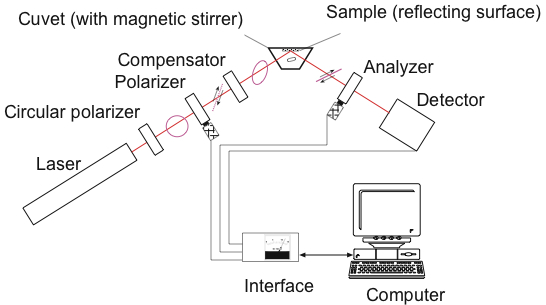 Cuvet (with magnetic stirrer)
Sample (reflecting surface)
Compensator
Polarizer
Analyzer
Circular polarizer
Detector
Laser
Interface
Computer